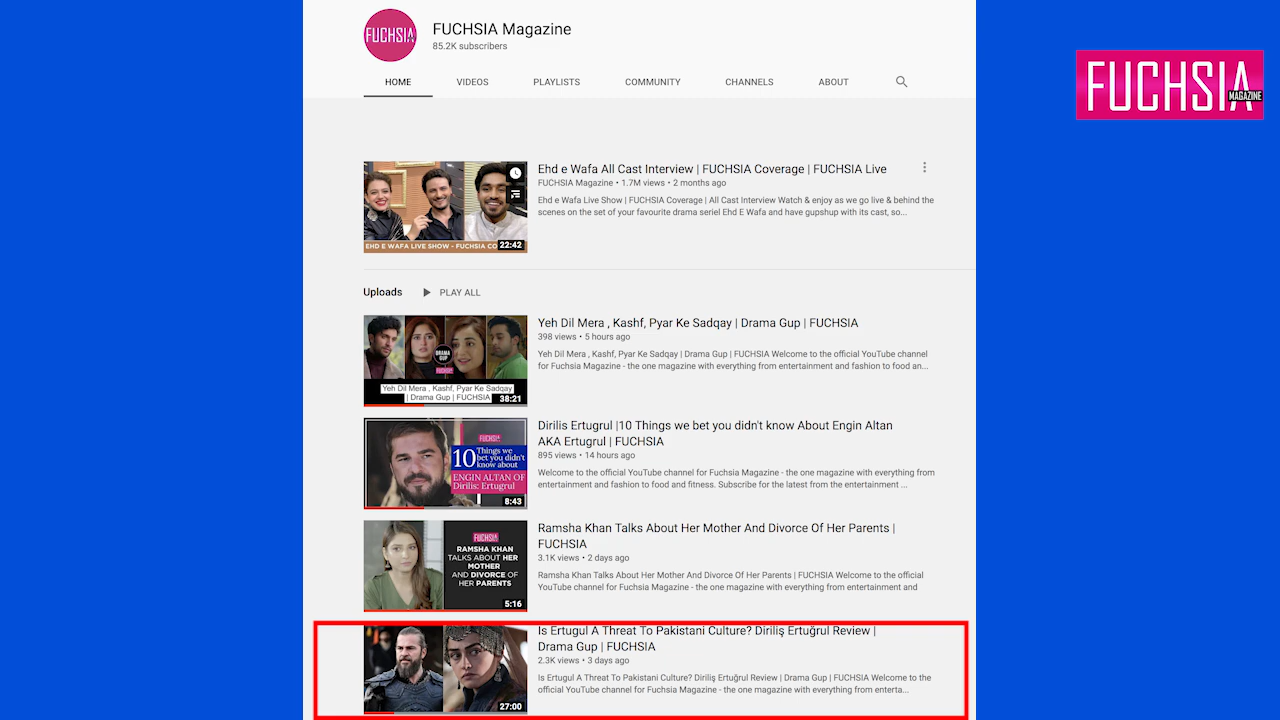 FUCHSIA
FUCHSIA Magazine
85.2K subscribers
HOME VIDEOS PLAYLISTS COMMUNITY CHANNELS ABOUT
FUCHSIA
MAGAZINE
EHD E WAFA LIVE SHOW - FUCHSIA CO
22:42
Ehd e Wafa All Cast Interview | FUCHSIA Coverage | FUCHSIA Live
FUCHSIA Magazine • 1.7M views • 2 months ago
Ehd e Wafa Live Show | FUCHSIA Coverage | All Cast Interview Watch & enjoy as we go live & behind the
scenes on the set of your favourite drama seriel Ehd E Wafa and have gupshup with its cast, so...
Uploads PLAY ALL
DRAMA
GUP
FUCHSIA
Yeh Dil Mera , Kashf, Pyar Ke Sadqay
| Drama Gup | FUCHSIA
38:21
Yeh Dil Mera , Kashf, Pyar Ke Sadqay | Drama Gup | FUCHSIA
398 views • 5 hours ago
Yeh Dil Mera , Kashf, Pyar Ke Sadqay | Drama Gup | FUCHSIA Welcome to the official YouTube channel
for Fuchsia Magazine - the one magazine with everything from entertainment and fashion to food an...
FUCHSIA
10 Things we
bet you didn't
know about
ENGIN ALTAN OF
Dirilis: Ertugrul
8:43
Dirilis Ertugrul |10 Things we bet you didn't know About Engin Altan
AKA Ertugrul | FUCHSIA
895 views • 14 hours ago
Welcome to the official YouTube channel for Fuchsia Magazine - the one magazine with everything from
entertainment and fashion to food and fitness. Subscribe for the latest from the entertainment ...
FUCHSIA
RAMSHA KHAN
TALKS ABOUT HER
MOTHER
AND DIVORCE OF
HER PARENTS
5:16
Ramsha Khan Talks About Her Mother And Divorce Of Her Parents |
FUCHSIA
3.1K views • 2 days ago
Ramsha Khan Talks About Her Mother And Divorce Of Her Parents | FUCHSIA Welcome to the official
YouTube channel for Fuchsia Magazine - the one magazine with everything from entertainment and
27:00
Is Ertugul A Threat To Pakistani Culture? Diriliş Ertuğrul Review |
Drama Gup | FUCHSIA
2.3K views • 3 days ago
Is Ertugul A Threat To Pakistani Culture? Diriliş Ertuğrul Review | Drama Gup | FUCHSIA Welcome to the
official YouTube channel for Fuchsia Magazine - the one magazine with everything from enterta...